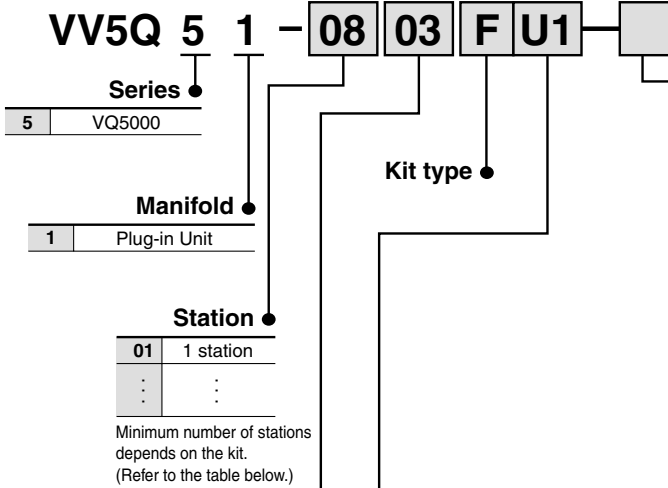 VV5Q 5 1 - 08 03 F U1
Series
5 VQ5000
Kit type
Manifold
1 Plug-in Unit
Station
01 1 station
⋮ ⋮
Minimum number of stations
depends on the kit.
(Refer to the table below.)